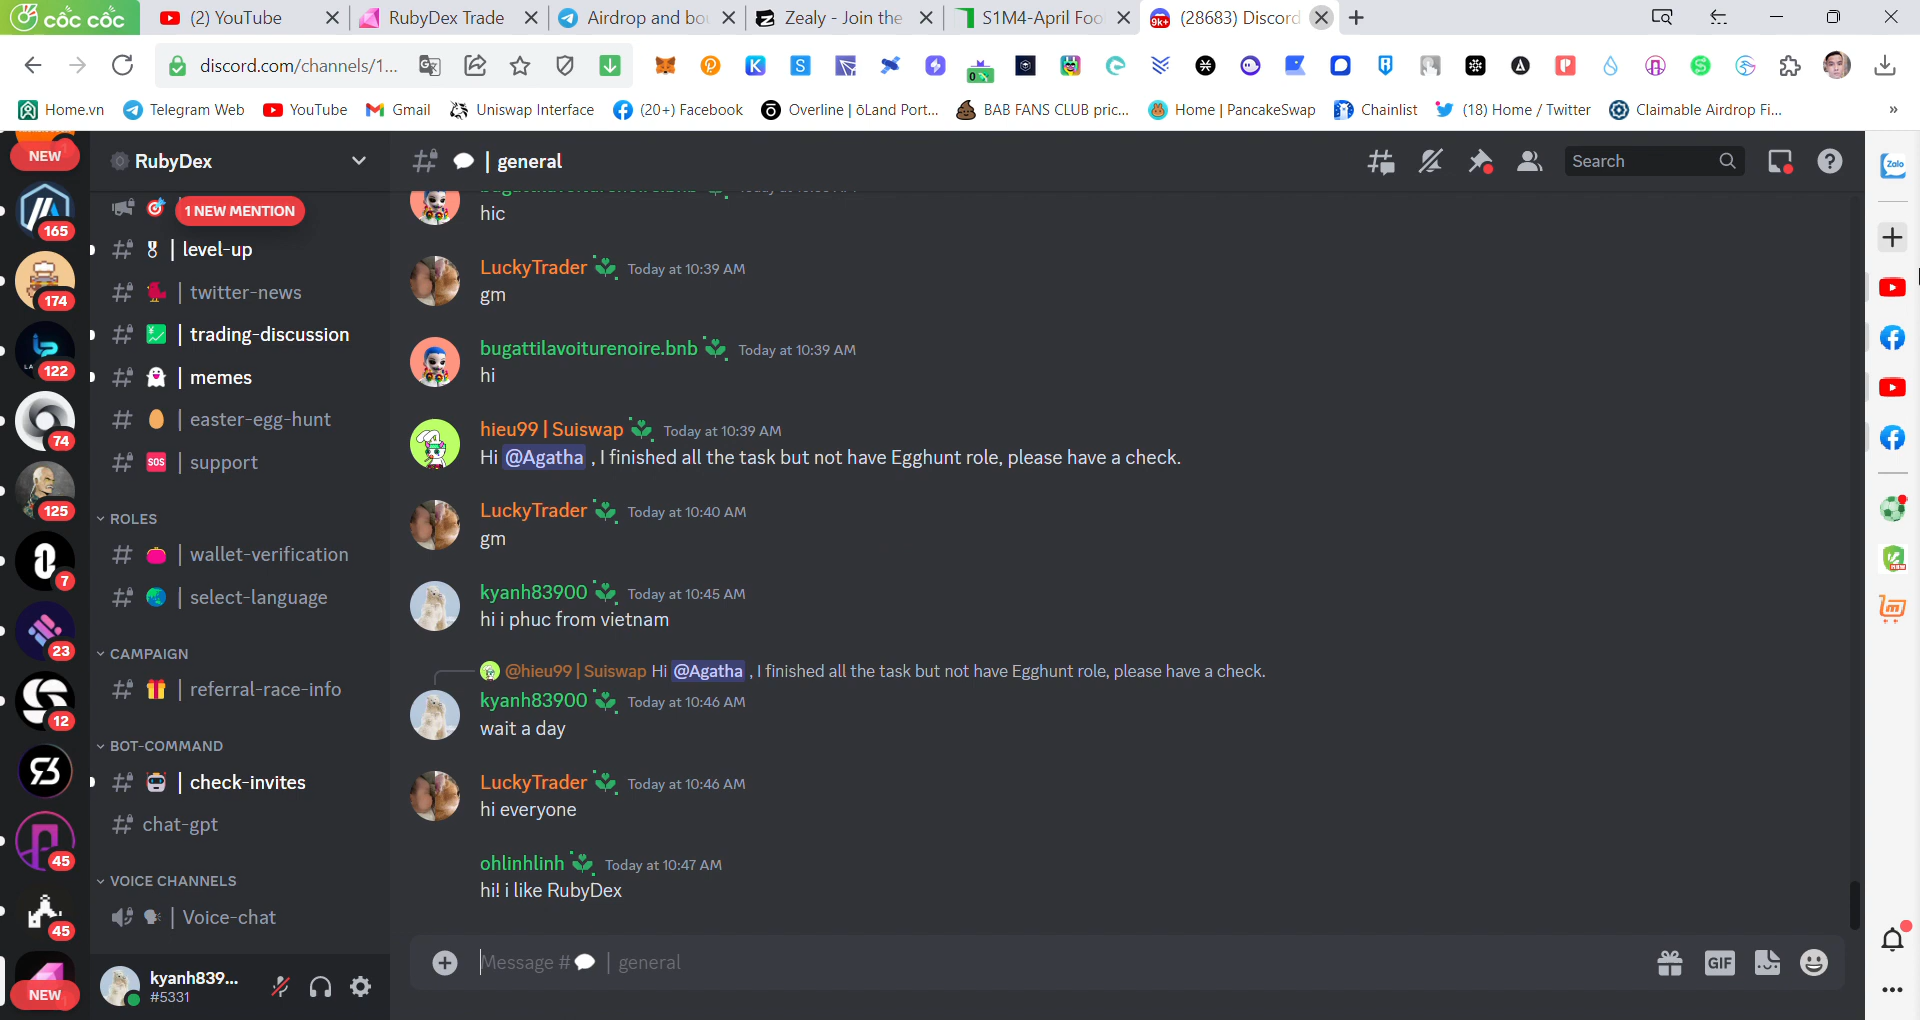 cốc cốc
(2) YouTube
RubyDex Trade
Airdrop and bo
Zealy - Join the
S1M4-April Foo
(28683) Discord
discord.com/channels/1...
Home.vn
Telegram Web
YouTube
Gmail
Uniswap Interface
(20+) Facebook
Overline | ōLand Port...
BAB FANS CLUB pric...
Home | PancakeSwap
Chainlist
(18) Home / Twitter
Claimable Airdrop Fi...
»
NEW
165
174
122
74
125
7
23
12
45
45
NEW
RubyDex
1 NEW MENTION
| level-up
| twitter-news
| trading-discussion
| memes
| easter-egg-hunt
SOS | support
ROLES
| wallet-verification
| select-language
CAMPAIGN
| referral-race-info
BOT-COMMAND
| check-invites
chat-gpt
VOICE CHANNELS
| Voice-chat
kyanh839...
#5331
| general
Search
hic
LuckyTrader Today at 10:39 AM
gm
bugattilavoiturenoire.bnb Today at 10:39 AM
hi
hieu99 | Suiswap Today at 10:39 AM
Hi @Agatha , I finished all the task but not have Egghunt role, please have a check.
LuckyTrader Today at 10:40 AM
gm
kyanh83900 Today at 10:45 AM
hi i phuc from vietnam
@hieu99 | Suiswap Hi @Agatha , I finished all the task but not have Egghunt role, please have a check.
kyanh83900 Today at 10:46 AM
wait a day
LuckyTrader Today at 10:46 AM
hi everyone
ohlinhlinh Today at 10:47 AM
hi! i like RubyDex
Message # | general
GIF
Zalo